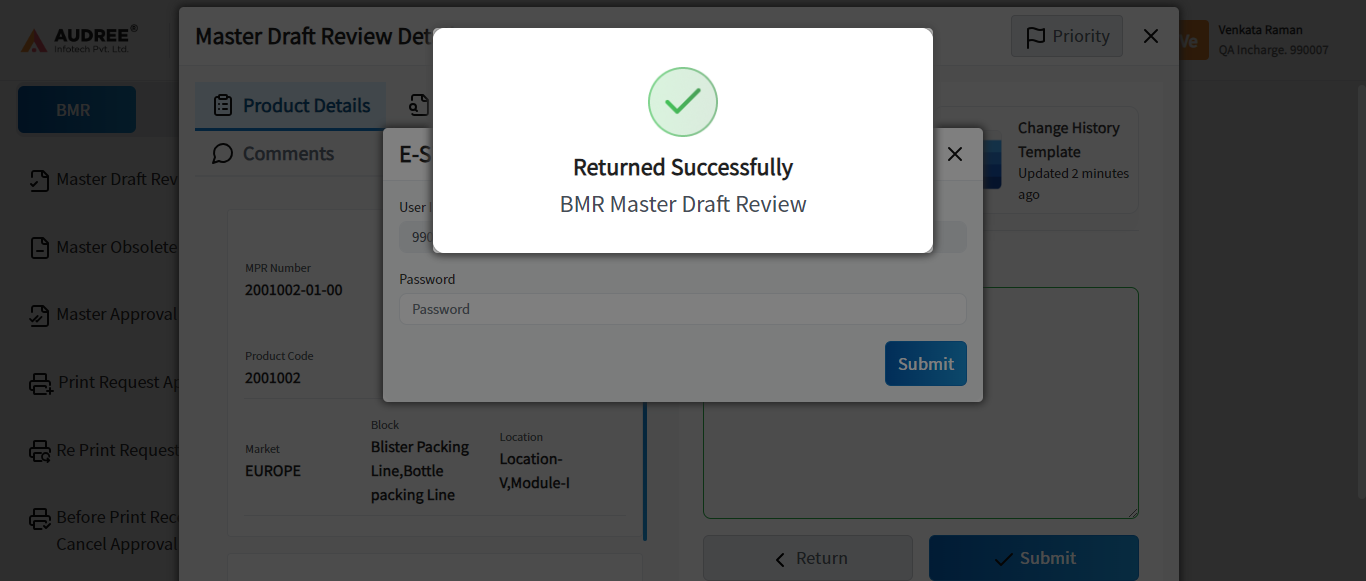 AUDREE®
Infotech Pvt. Ltd.
Master Draft Review Det
Priority
Ve
Venkata Raman
QA Incharge. 990007
BMR
Product Details
Comments
Master Draft Rev
Master Obsolete
Master Approval
Print Request Ap
Re Print Request
Before Print Rec
Cancel Approval
Returned Successfully
BMR Master Draft Review
E-S
User
990
Password
Password
Submit
Change History
Template
Updated 2 minutes
ago
MPR Number
2001002-01-00
Product Code
2001002
Market
EUROPE
Block
Blister Packing
Line,Bottle
packing Line
Location
Location-
V,Module-I
Return
Submit